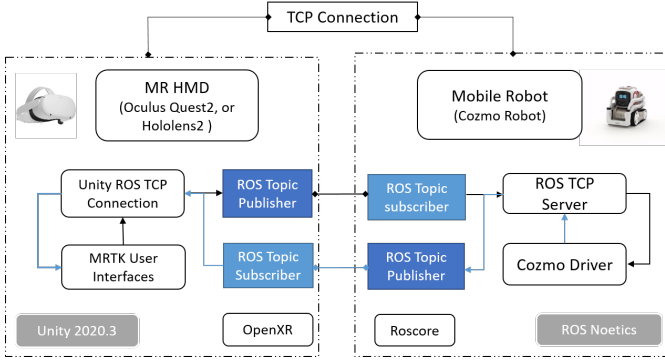 TCP Connection
MR HMD
(Oculus Quest2, or
Hololens2 )
Mobile Robot
(Cozmo Robot)
Unity ROS TCP
Connection
ROS Topic
Publisher
ROS Topic
subscriber
ROS TCP
Server
MRTK User
Interfaces
ROS Topic
Subscriber
ROS Topic
Publisher
Cozmo Driver
Unity 2020.3
OpenXR
Roscore
ROS Noetics